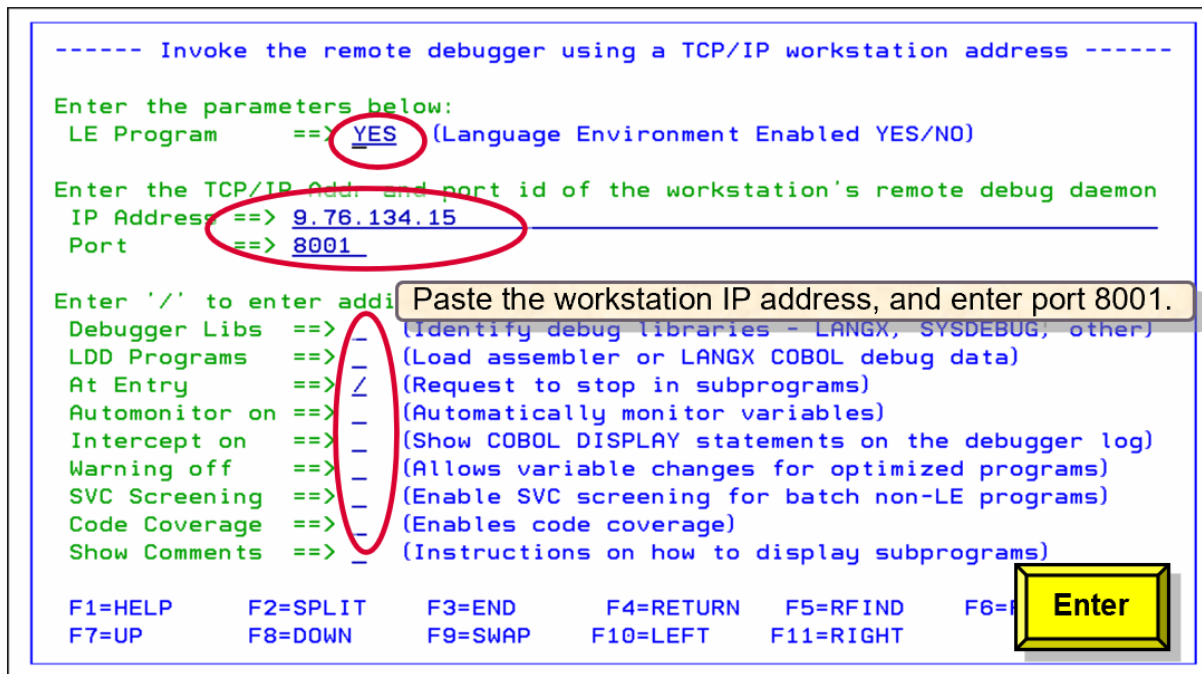 ------ Invoke the remote debugger using a TCP/IP workstation address ------
Enter the parameters below:
LE Program ==> YES (Language Environment Enabled YES/NO)
Enter the TCP/IP Addr and port id of the workstation's remote debug daemon
IP Address ==> 9.76.134.15
Port ==> 8001
Enter '/' to enter addi
Paste the workstation IP address, and enter port 8001.
Debugger Libs ==> _ (Identify debug libraries - LANGX, SYSDEBUG, other)
LDD Programs ==> _ (Load assembler or LANGX COBOL debug data)
At Entry ==> / (Request to stop in subprograms)
Automonitor on ==> _ (Automatically monitor variables)
Intercept on ==> _ (Show COBOL DISPLAY statements on the debugger log)
Warning off ==> _ (Allows variable changes for optimized programs)
SVC Screening ==> _ (Enable SVC screening for batch non-LE programs)
Code Coverage ==> _ (Enables code coverage)
Show Comments ==> _ (Instructions on how to display subprograms)
F1=HELP F2=SPLIT F3=END F4=RETURN F5=RFIND F6=
F7=UP F8=DOWN F9=SWAP F10=LEFT F11=RIGHT
Enter